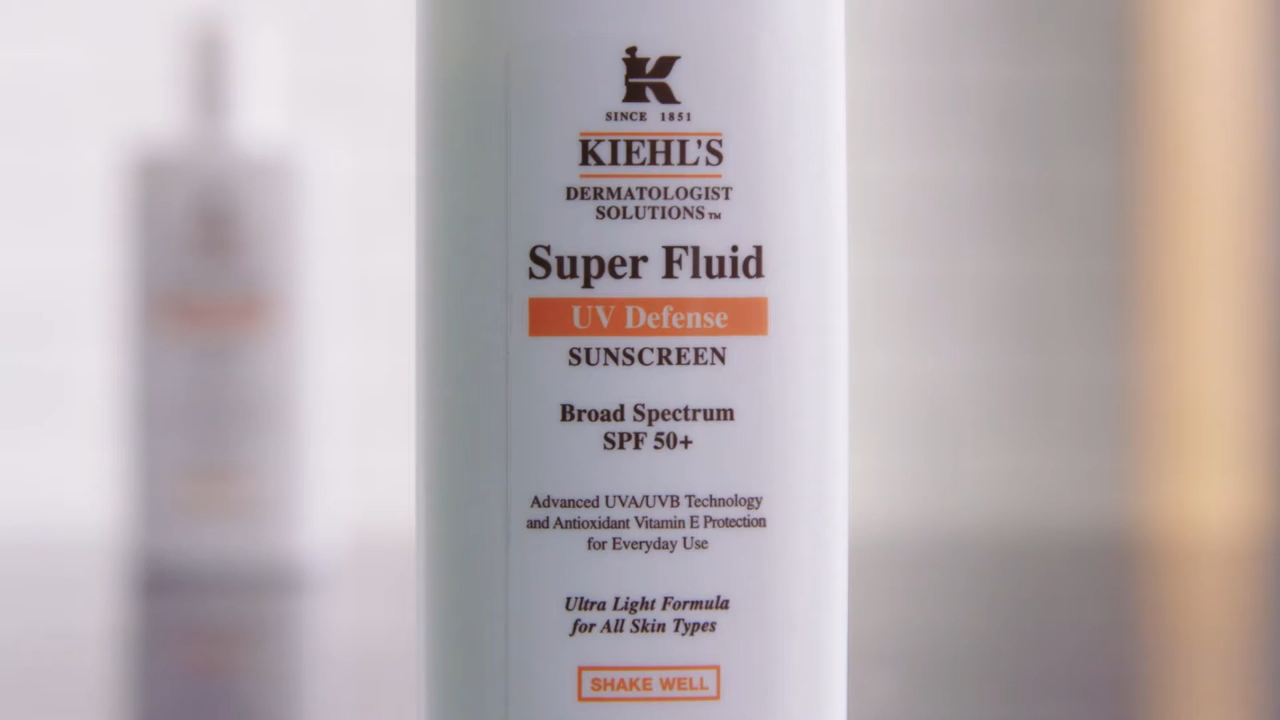 K
SINCE 1851
KIEHL'S
DERMATOLOGIST
SOLUTIONS™
Super Fluid
UV Defense
SUNSCREEN
Broad Spectrum
SPF 50+
Advanced UVA/UVB Technology
and Antioxidant Vitamin E Protection
for Everyday Use
Ultra Light Formula
for All Skin Types
SHAKE WELL